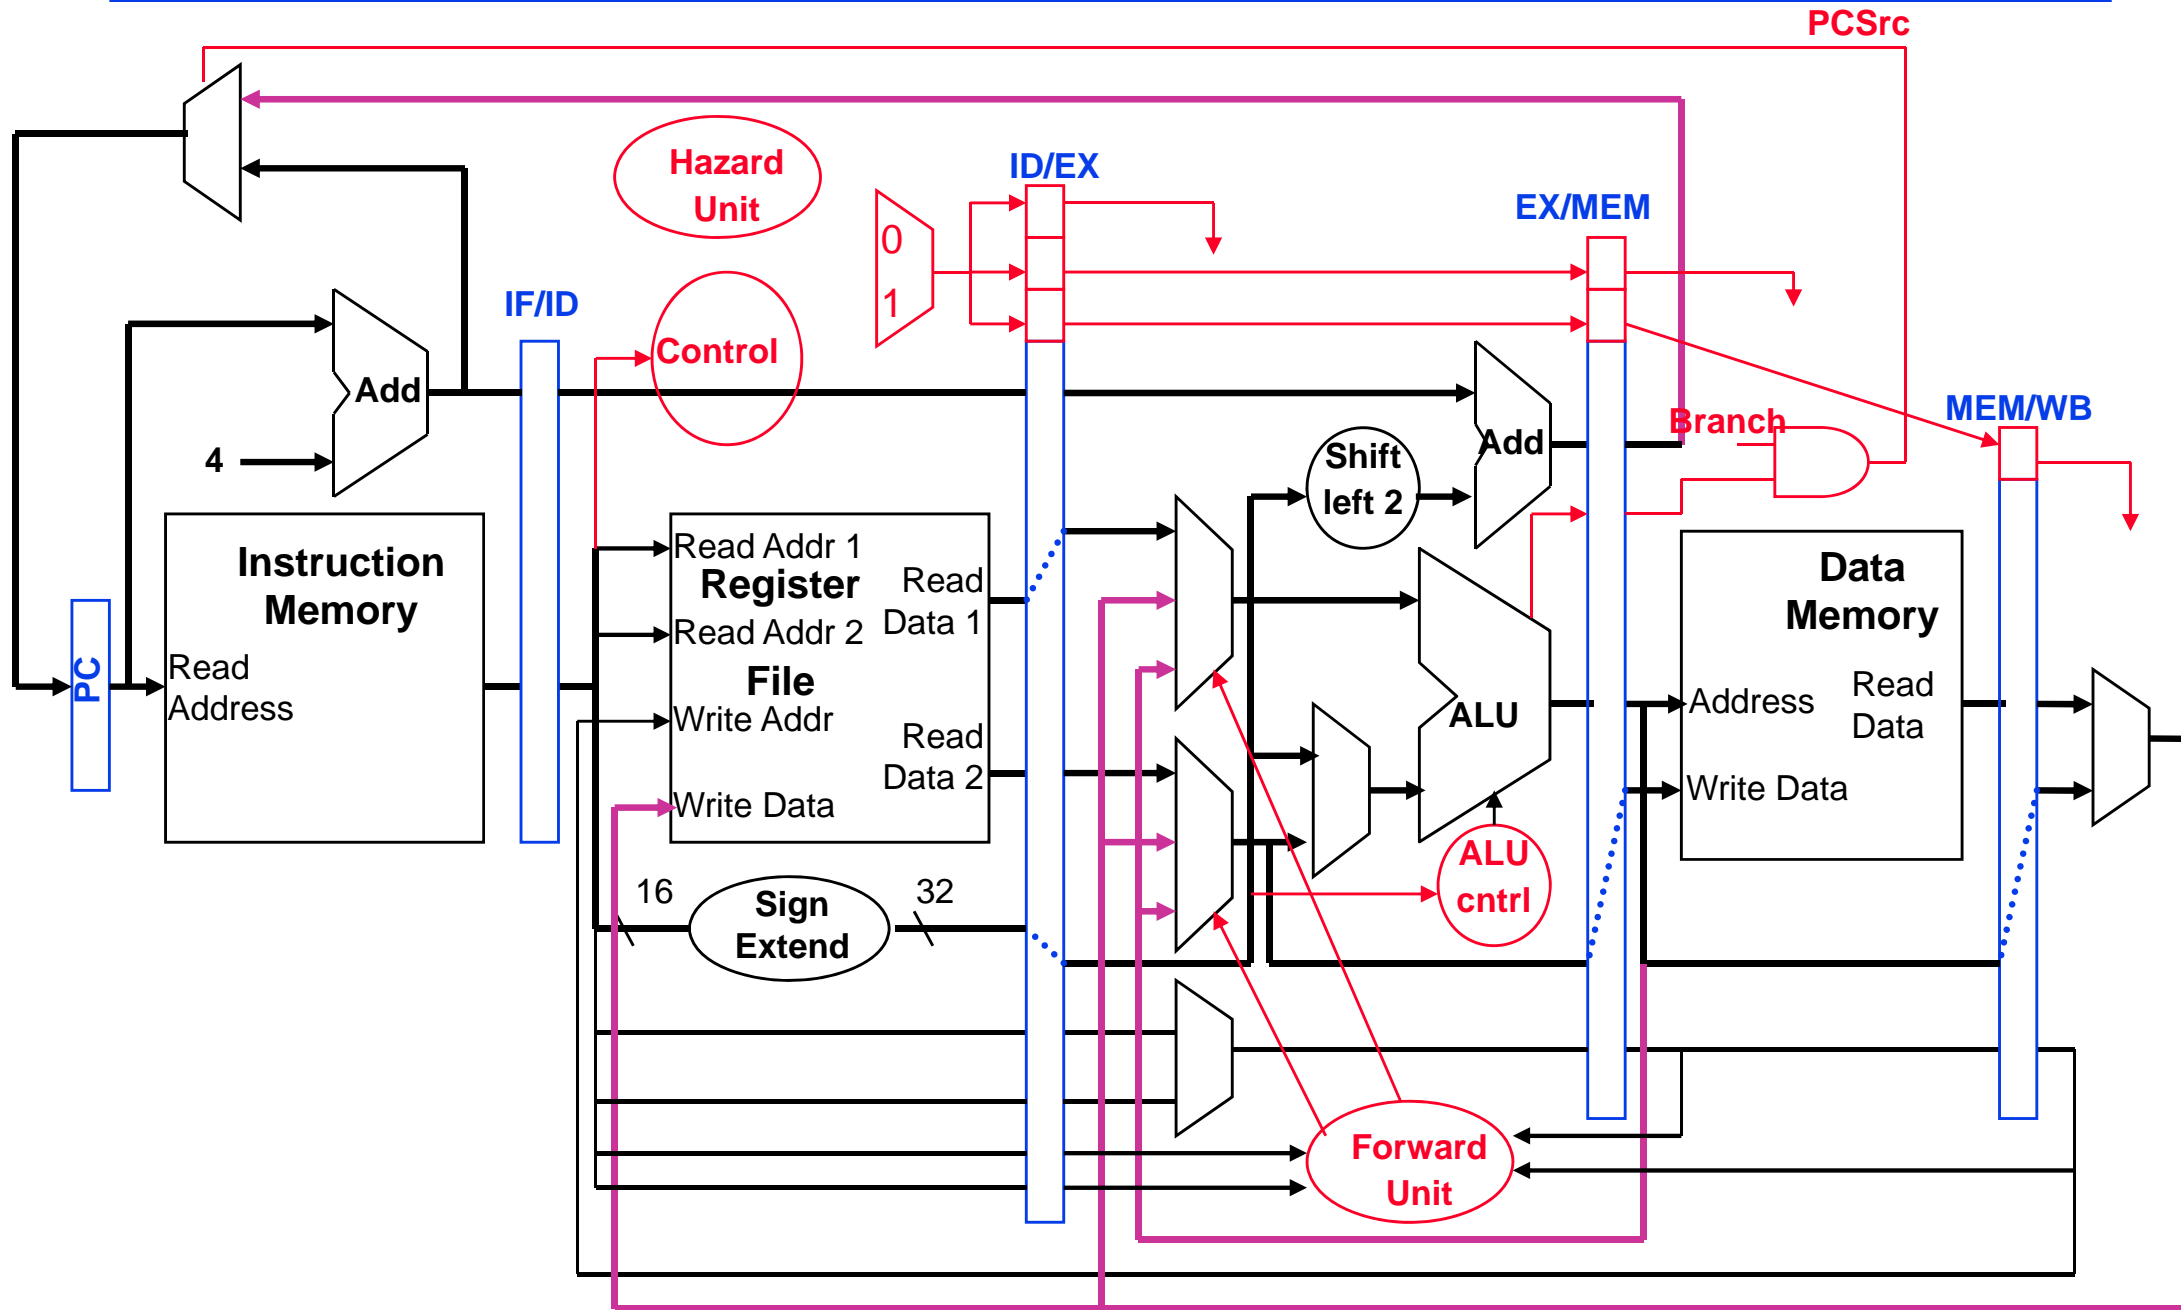 PCSrc
Hazard
Unit
ID/EX
EX/MEM
0
1
IF/ID
Control
Add
4
Branch
MEM/WB
Add
Shift
left 2
Instruction
Memory
Read
Address
PC
Read Addr 1
Register
Read Addr 2
File
Write Addr
Write Data
Read
Data 1
Read
Data 2
ALU
ALU
cntrl
Data
Memory
Address
Read
Data
Write Data
16
Sign
Extend
32
Forward
Unit